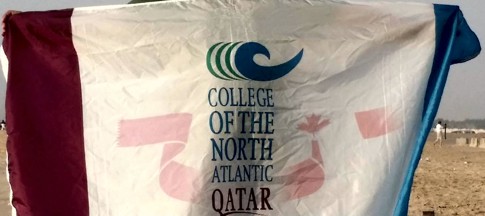 COLLEGE
OF THE
NORTH
ATLANTIC
QATAR